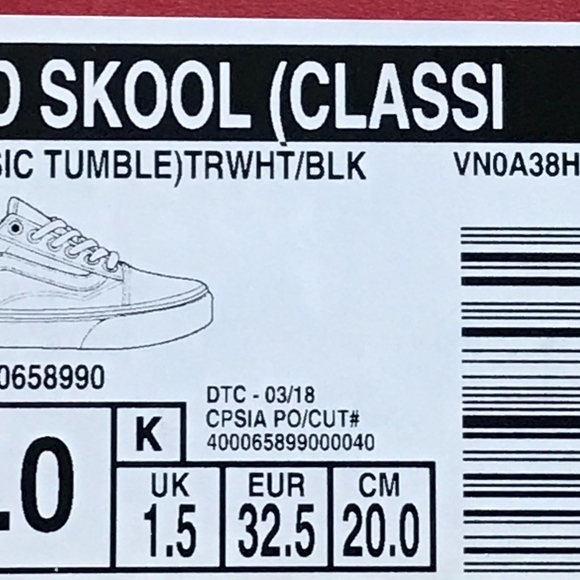 D SKOOL (CLASSI
SIC TUMBLE)TRWHT/BLK VN0A38H
0658990
DTC - 03/18
CPSIA PO/CUT#
400065899000040
.0 K
UK EUR CM
1.5 32.5 20.0